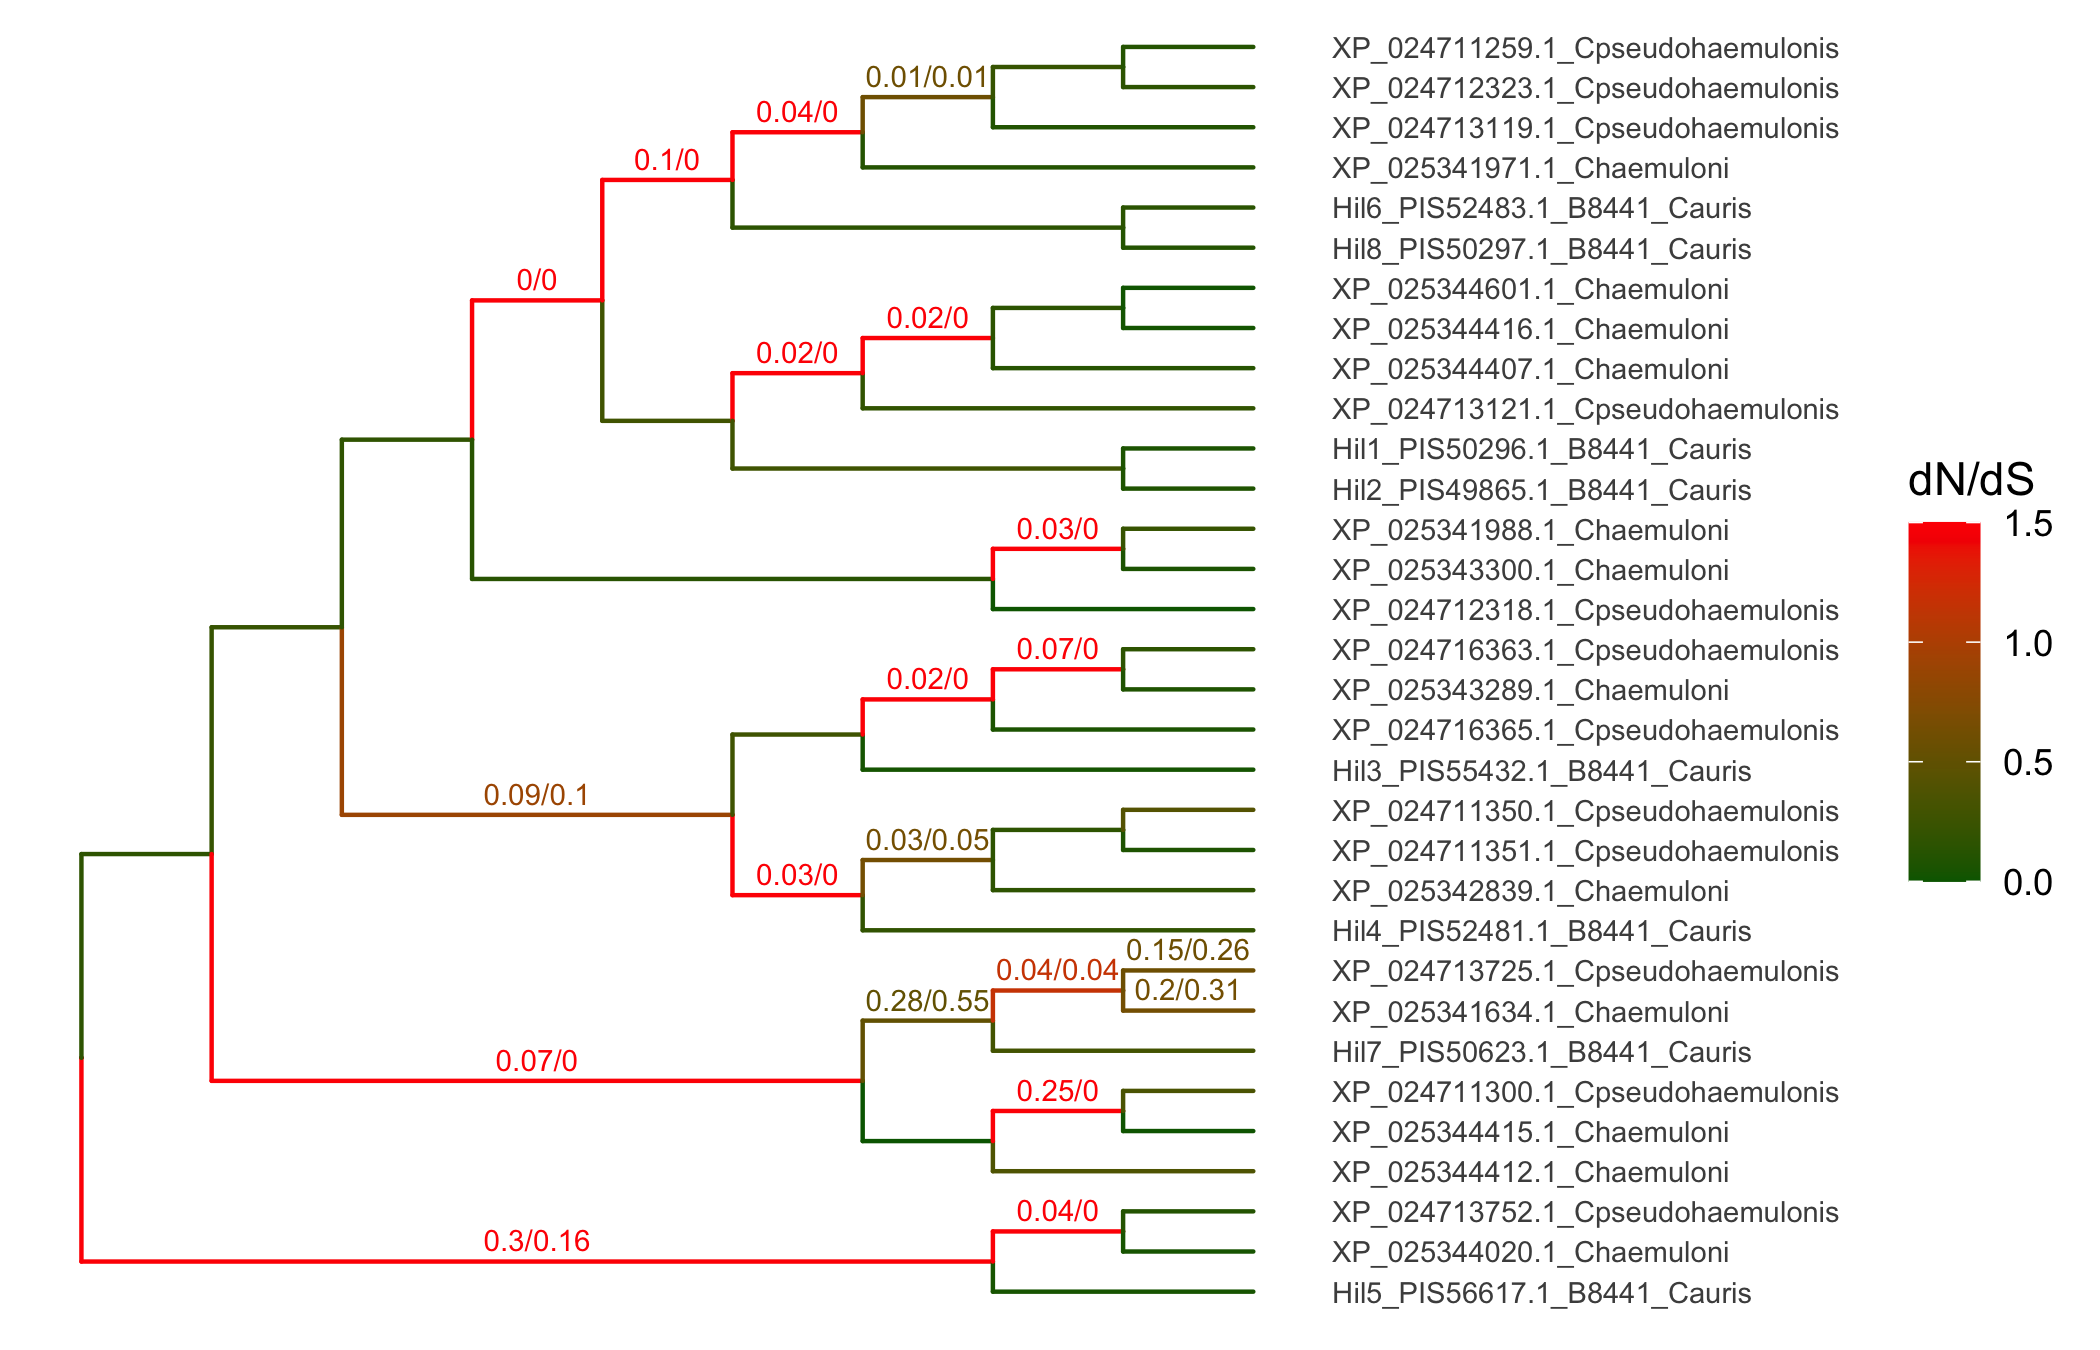 XP_024711259.1_Cpseudohaemulonis
0.01/0.01
XP_024712323.1_Cpseudohaemulonis
0.04/0
XP_024713119.1_Cpseudohaemulonis
0.1/0
XP_025341971.1_Chaemuloni
Hil6_PIS52483.1_B8441_Cauris
Hil8_PIS50297.1_B8441_Cauris
0/0
XP_025344601.1_Chaemuloni
0.02/0
XP_025344416.1_Chaemuloni
0.02/0
XP_025344407.1_Chaemuloni
XP_024713121.1_Cpseudohaemulonis
Hil1_PIS50296.1_B8441_Cauris
Hil2_PIS49865.1_B8441_Cauris
0.03/0
XP_025341988.1_Chaemuloni
XP_025343300.1_Chaemuloni
XP_024712318.1_Cpseudohaemulonis
0.07/0
XP_024716363.1_Cpseudohaemulonis
0.02/0
XP_025343289.1_Chaemuloni
XP_024716365.1_Cpseudohaemulonis
Hil3_PIS55432.1_B8441_Cauris
0.09/0.1
XP_024711350.1_Cpseudohaemulonis
0.03/0.05
XP_024711351.1_Cpseudohaemulonis
0.03/0
XP_025342839.1_Chaemuloni
Hil4_PIS52481.1_B8441_Cauris
0.15/0.26
0.04/0.04
XP_024713725.1_Cpseudohaemulonis
0.28/0.55
0.2/0.31
XP_025341634.1_Chaemuloni
Hil7_PIS50623.1_B8441_Cauris
0.07/0
0.25/0
XP_024711300.1_Cpseudohaemulonis
XP_025344415.1_Chaemuloni
XP_025344412.1_Chaemuloni
0.04/0
XP_024713752.1_Cpseudohaemulonis
0.3/0.16
XP_025344020.1_Chaemuloni
Hil5_PIS56617.1_B8441_Cauris
dN/dS
1.5
1.0
0.5
0.0